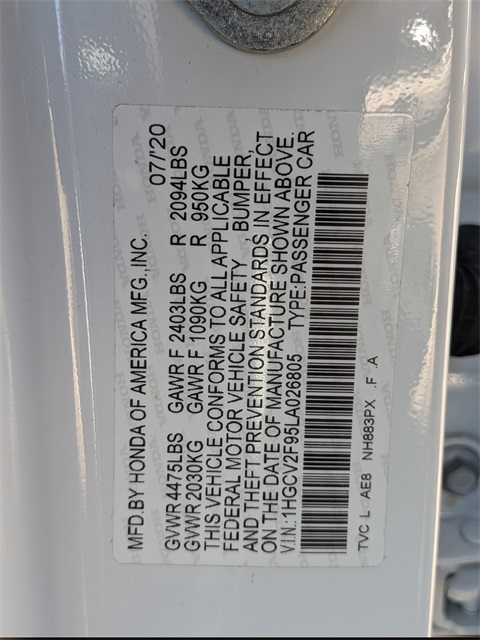 MFD.BY HONDA OF AMERICA MFG.,INC. 07/'20
GVWR 4475LBS GAWR F 2403LBS R 2094LBS
GVWR 2030KG GAWR F 1090KG R 950KG
THIS VEHICLE CONFORMS TO ALL APPLICABLE
FEDERAL MOTOR VEHICLE SAFETY, BUMPER,
AND THEFT PREVENTION STANDARDS IN EFFECT
ON THE DATE OF MANUFACTURE SHOWN ABOVE.
V.I.N.:1HGCV2F95LA026805 TYPE:PASSENGER CAR
TVC L AE8 NH883PX .F .A